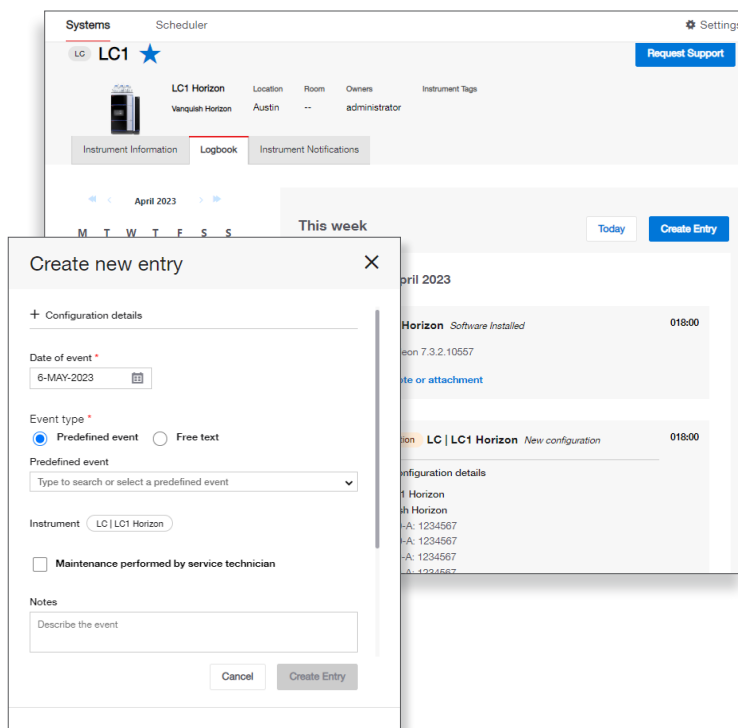 Systems Scheduler Settings
LC LC1 Request Support
LC1 Horizon Location Room Owners Instrument Tags
Vanquish Horizon Austin -- administrator
Instrument Information Logbook Instrument Notifications
April 2023
M T W T F S S
This week Today Create Entry
pril 2023
Horizon Software Installed 018:00
eon 7.3.2.10557
ote or attachment
ion LC | LC1 Horizon New configuration 018:00
nfiguration details
1 Horizon
sh Horizon
-A: 1234567
-A: 1234567
-A: 1234567
-A: 1234567
Create new entry
+ Configuration details
Date of event *
6-MAY-2023
Event type *
Predefined event Free text
Predefined event
Type to search or select a predefined event
Instrument LC | LC1 Horizon
Maintenance performed by service technician
Notes
Describe the event
Cancel Create Entry